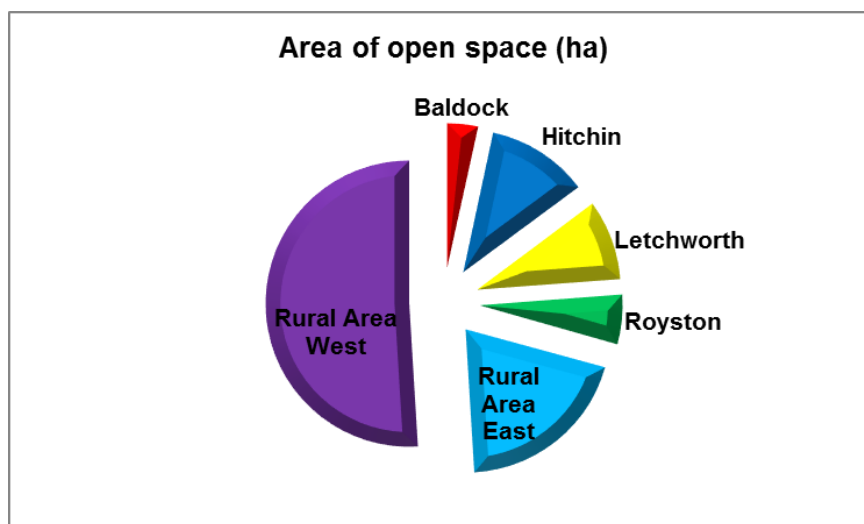 Area of open space (ha)
Baldock
Hitchin
Letchworth
Royston
Rural
Area
East
Rural Area
West